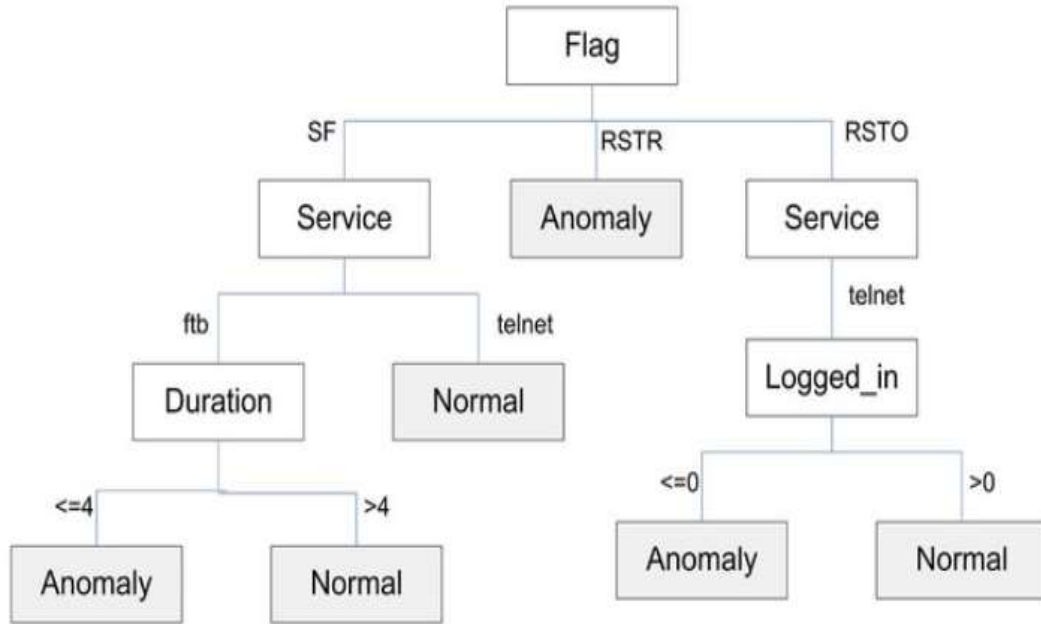 Flag
SF
RSTR
RSTO
Service
Anomaly
Service
ftb
telnet
telnet
Duration
Normal
Logged_in
<=4
>4
<=0
>0
Anomaly
Normal
Anomaly
Normal